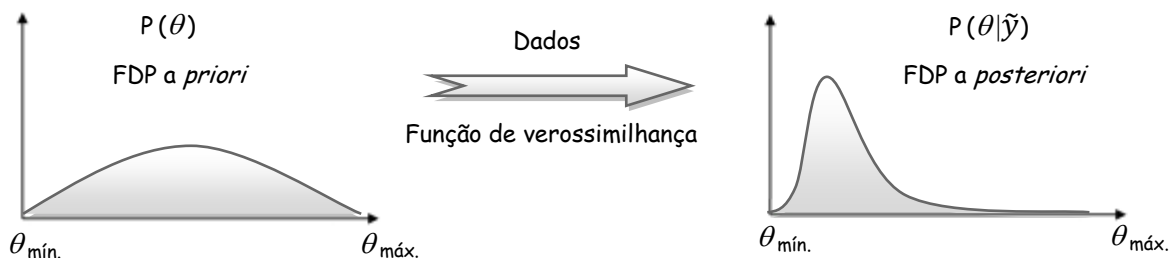 P(θ)
FDP a priori
θmín.
θmáx.
Dados
Função de verossimilhança
P(θ|ỹ)
FDP a posteriori
θmín.
θmáx.